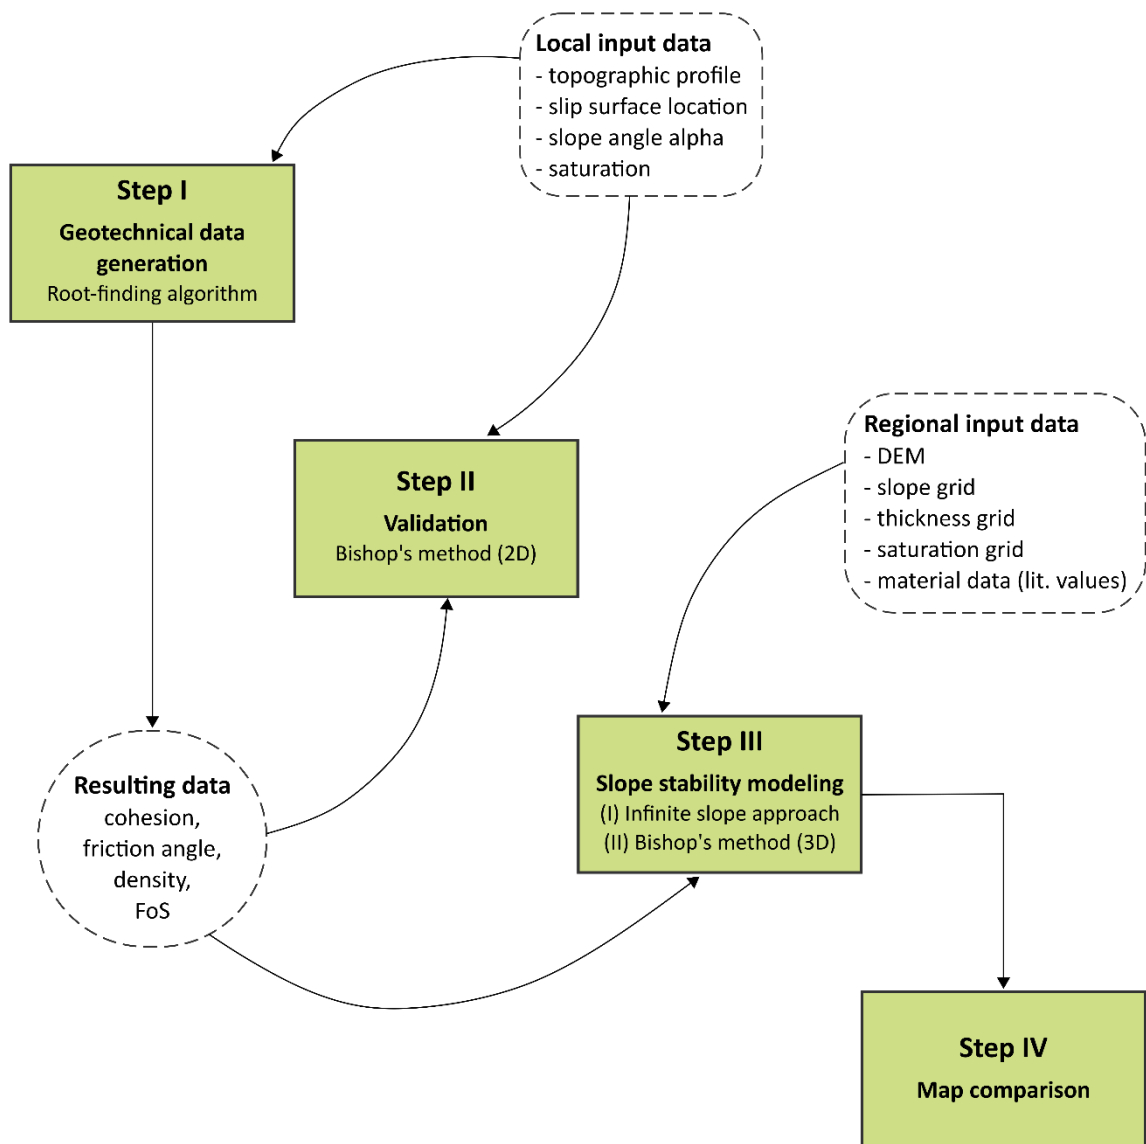 Local input data
- topographic profile
- slip surface location
- slope angle alpha
- saturation
Step I
Geotechnical data
generation
Root-finding algorithm
Step II
Validation
Bishop's method (2D)
Regional input data
- DEM
- slope grid
- thickness grid
- saturation grid
- material data (lit. values)
Resulting data
cohesion,
friction angle,
density,
FoS
Step III
Slope stability modeling
(I) Infinite slope approach
(II) Bishop's method (3D)
Step IV
Map comparison